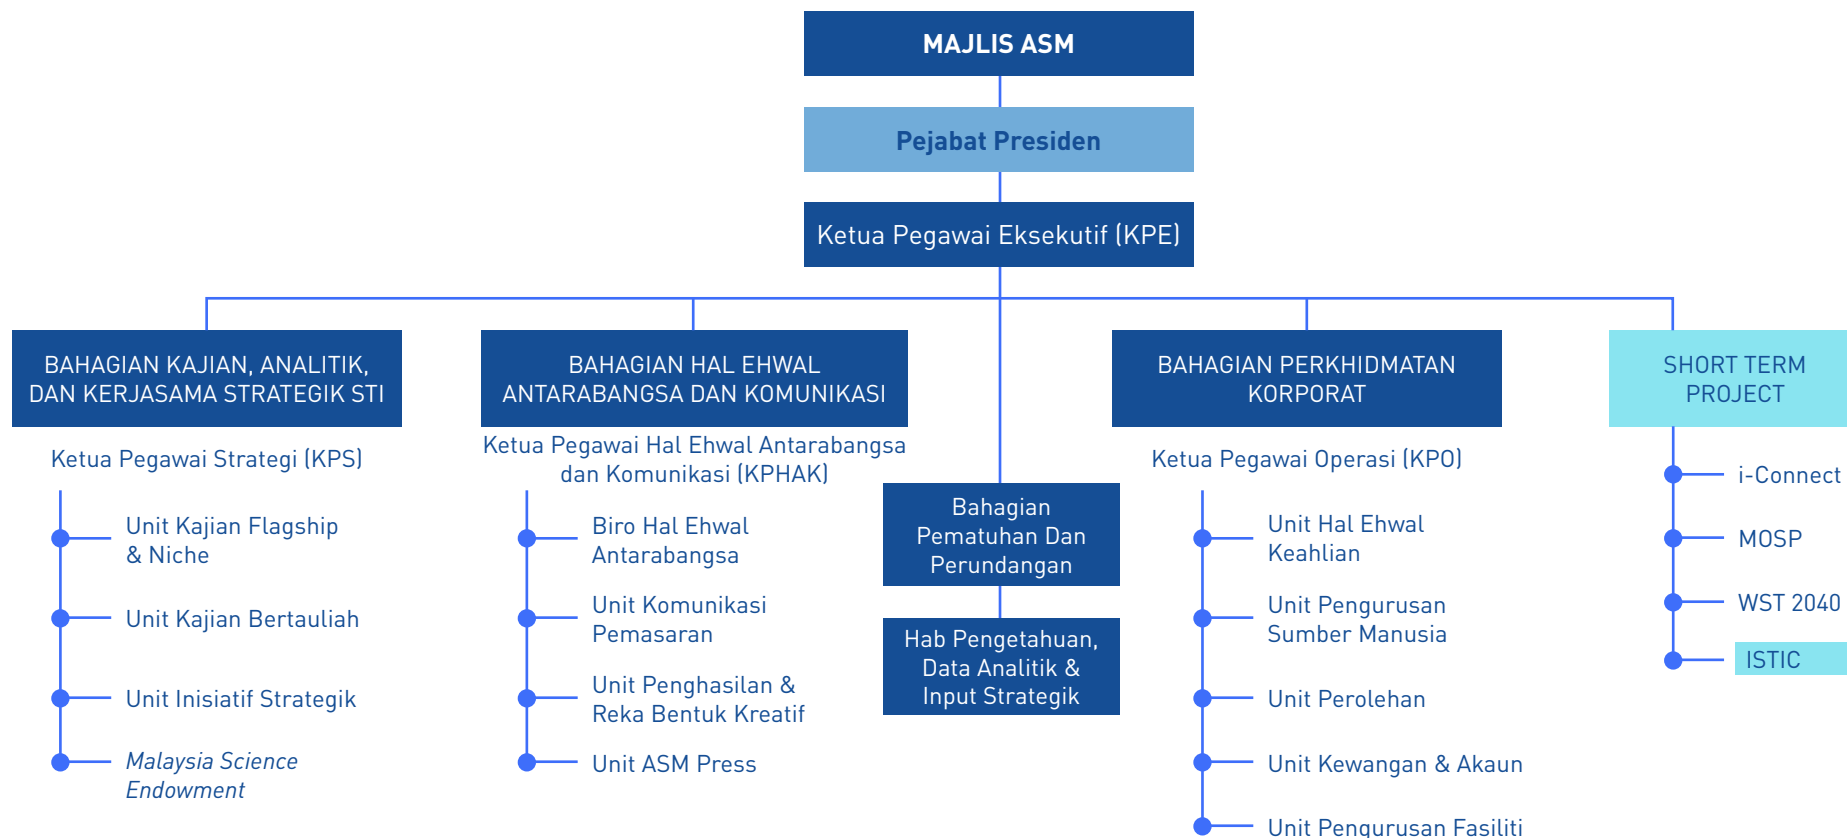 MAJLIS ASM
Pejabat Presiden
Ketua Pegawai Eksekutif (KPE)
BAHAGIAN KAJIAN, ANALITIK,
DAN KERJASAMA STRATEGIK STI
Ketua Pegawai Strategi (KPS)
Unit Kajian Flagship
& Niche
Unit Kajian Bertauliah
Unit Inisiatif Strategik
Malaysia Science
Endowment
BAHAGIAN HAL EHWAL
ANTARABANGSA DAN KOMUNIKASI
Ketua Pegawai Hal Ehwal Antarabangsa
dan Komunikasi (KPHAK)
Biro Hal Ehwal
Antarabangsa
Unit Komunikasi
Pemasaran
Unit Penghasilan &
Reka Bentuk Kreatif
Unit ASM Press
Bahagian
Pematuhan Dan
Perundangan
Hab Pengetahuan,
Data Analitik &
Input Strategik
BAHAGIAN PERKHIDMATAN
KORPORAT
Ketua Pegawai Operasi (KPO)
Unit Hal Ehwal
Keahlian
Unit Pengurusan
Sumber Manusia
Unit Perolehan
Unit Kewangan & Akaun
Unit Pengurusan Fasiliti
SHORT TERM
PROJECT
i-Connect
MOSP
WST 2040
ISTIC